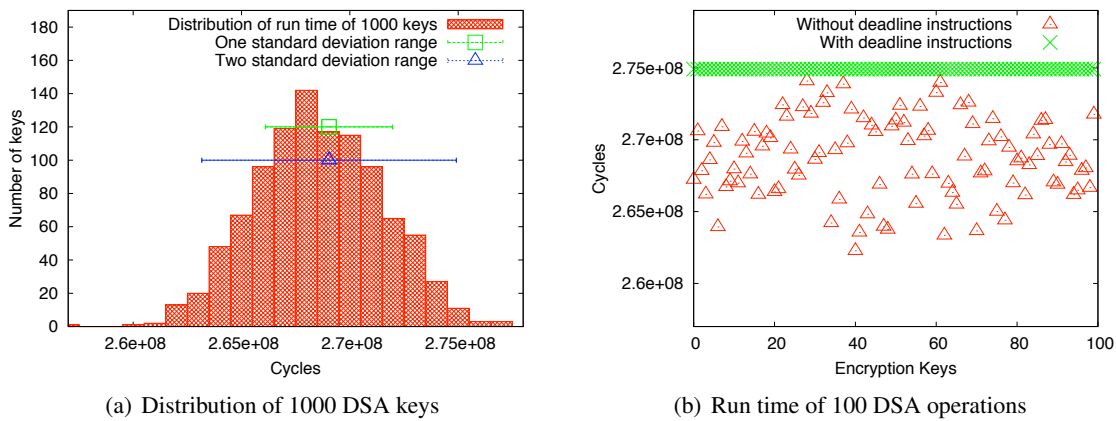 Distribution of run time of 1000 keys
One standard deviation range
Two standard deviation range
Number of keys
180
160
140
120
100
80
60
40
20
0
2.6e+08
2.65e+08
2.7e+08
2.75e+08
Cycles
(a) Distribution of 1000 DSA keys
Without deadline instructions
With deadline instructions
Cycles
2.75e+08
2.7e+08
2.65e+08
2.6e+08
0
20
40
60
80
100
Encryption Keys
(b) Run time of 100 DSA operations